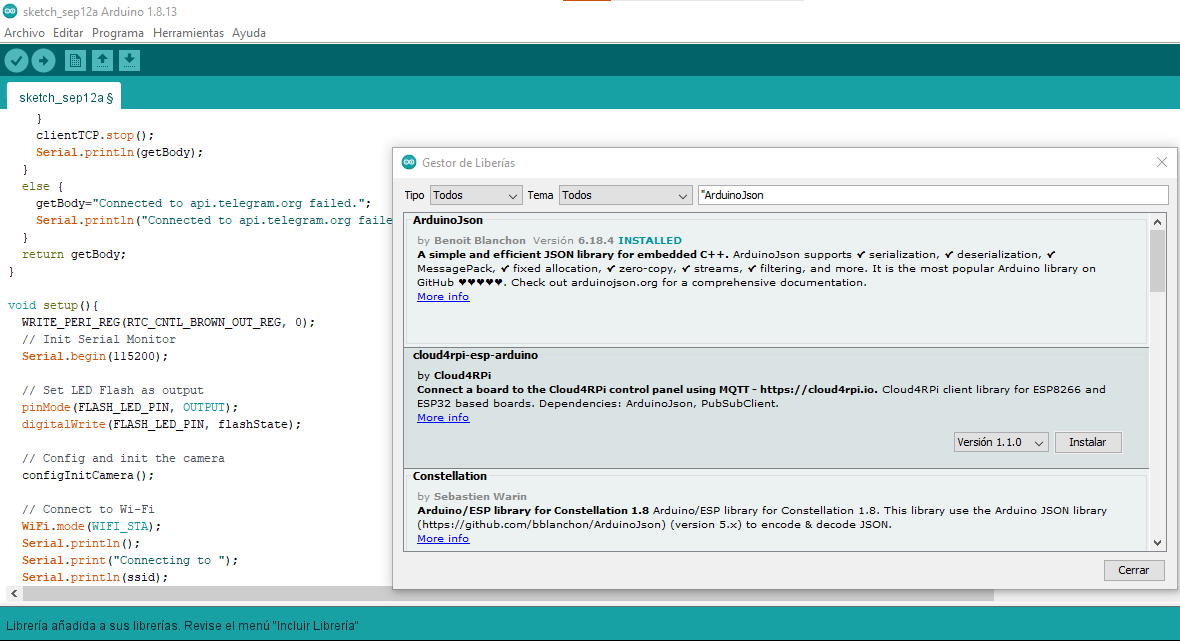 sketch_sep12a Arduino 1.8.13
Archivo Editar Programa Herramientas Ayuda
sketch_sep12a §
}
clientTCP.stop();
Serial.println(getBody);
}
else {
getBody="Connected to api.telegram.org failed.";
Serial.println("Connected to api.telegram.org faile
}
return getBody;
}
void setup(){
WRITE_PERI_REG(RTC_CNTL_BROWN_OUT_REG, 0);
// Init Serial Monitor
Serial.begin(115200);
// Set LED Flash as output
pinMode(FLASH_LED_PIN, OUTPUT);
digitalWrite(FLASH_LED_PIN, flashState);
// Config and init the camera
configInitCamera();
// Connect to Wi-Fi
WiFi.mode(WIFI_STA);
Serial.println();
Serial.print("Connecting to ");
Serial.println(ssid);
Gestor de Liberías
Tipo Todos Tema Todos "ArduinoJson
ArduinoJson
by Benoit Blanchon Versión 6.18.4 INSTALLED
A simple and efficient JSON library for embedded C++. ArduinoJson supports ✔ serialization, ✔ deserialization, ✔
MessagePack, ✔ fixed allocation, ✔ zero-copy, ✔ streams, ✔ filtering, and more. It is the most popular Arduino library on
GitHub ♥♥♥♥♥. Check out arduinojson.org for a comprehensive documentation.
More info
cloud4rpi-esp-arduino
by Cloud4RPi
Connect a board to the Cloud4RPi control panel using MQTT - https://cloud4rpi.io. Cloud4RPi client library for ESP8266 and
ESP32 based boards. Dependencies: ArduinoJson, PubSubClient.
More info
Versión 1.1.0 Instalar
Constellation
by Sebastien Warin
Arduino/ESP library for Constellation 1.8 Arduino/ESP library for Constellation 1.8. This library use the Arduino JSON library
(https://github.com/bblanchon/ArduinoJson) (version 5.x) to encode & decode JSON.
More info
Cerrar
Librería añadida a sus librerías. Revise el menú "Incluir Librería"